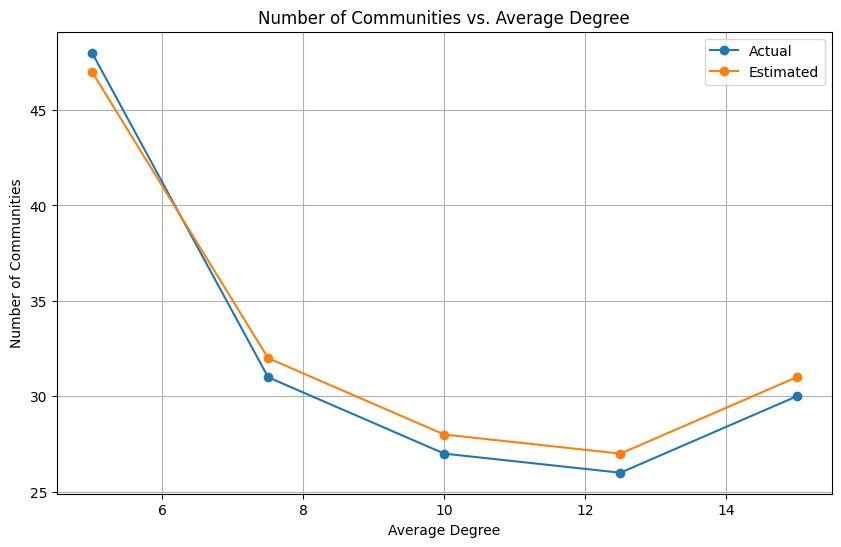 Number of Communities vs. Average Degree
Actual
Estimated
Number of Communities
45
40
35
30
25
6 8 10 12 14
Average Degree